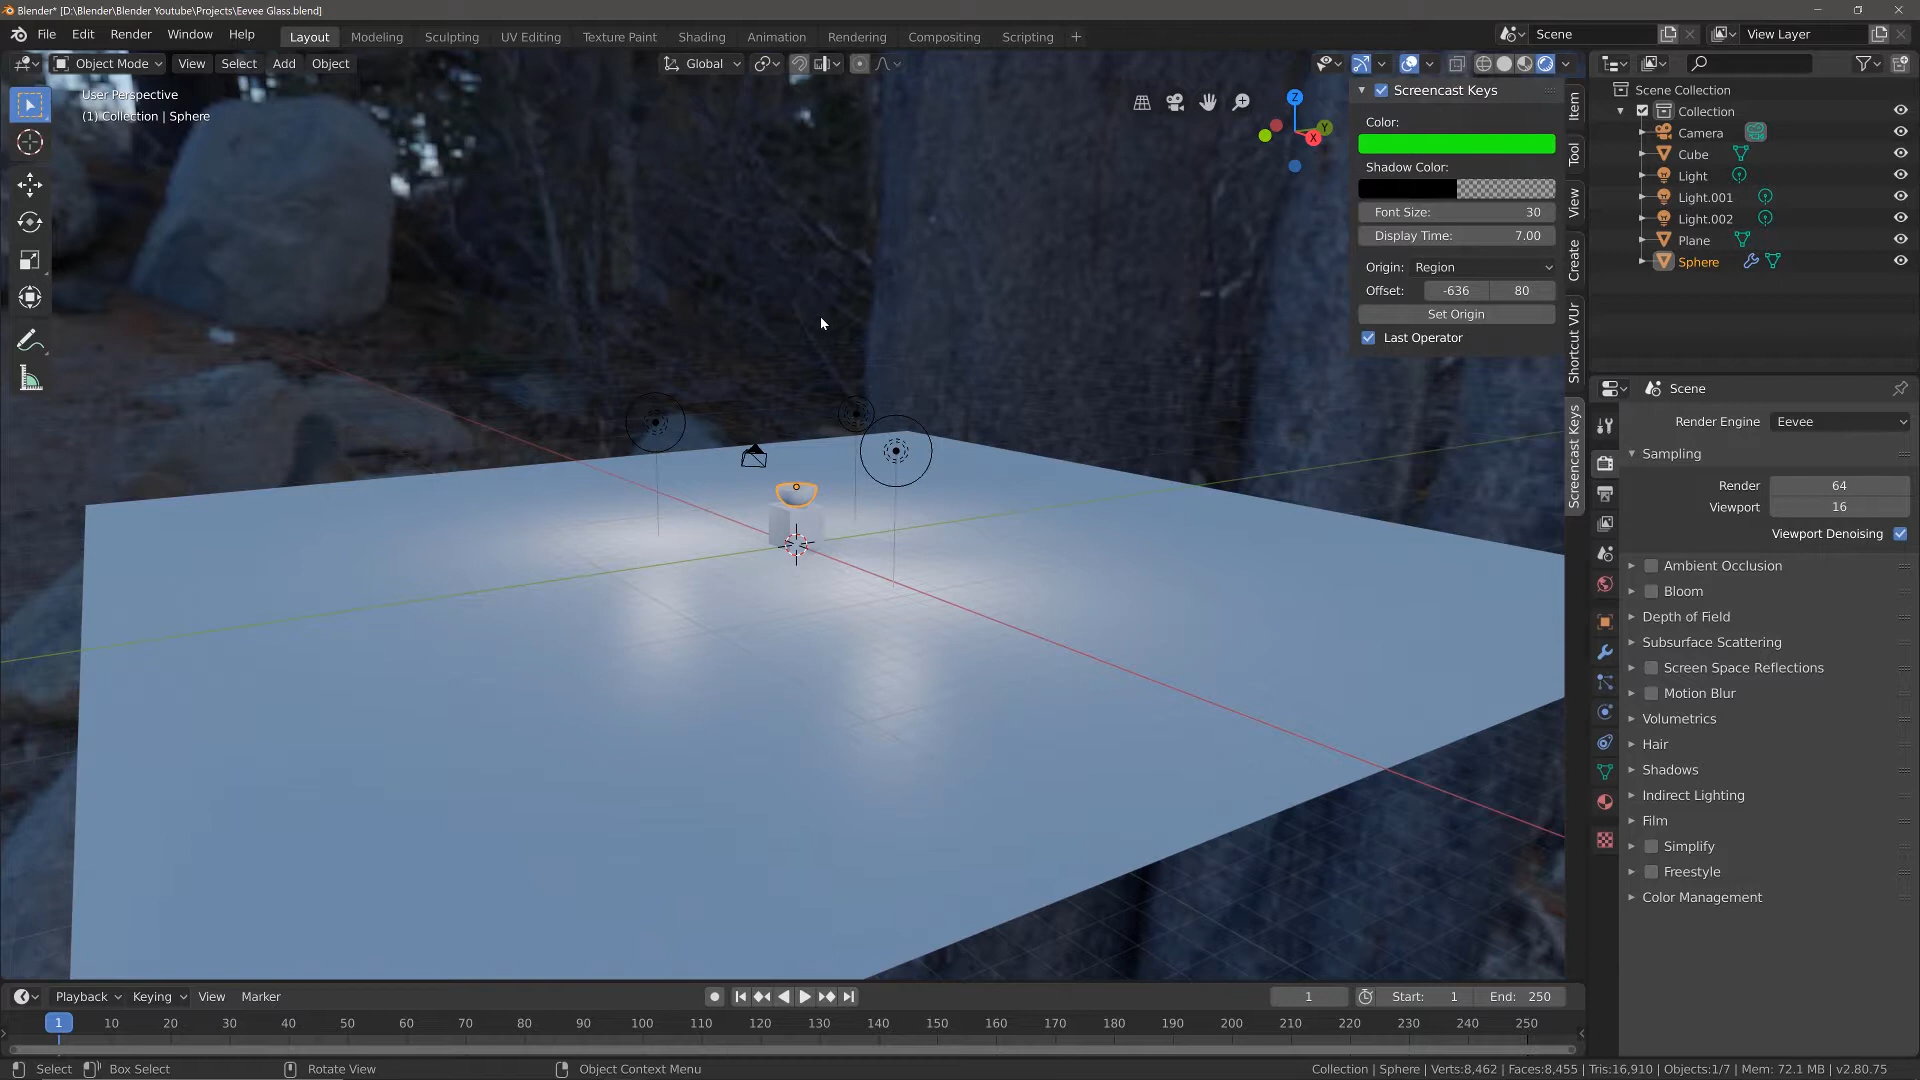 Blender* [D:\Blender\Blender Youtube\Projects\Eevee Glass.blend]
File Edit Render Window Help Layout Modeling Sculpting UV Editing Texture Paint Shading Animation Rendering Compositing Scripting + Scene View Layer
Object Mode View Select Add Object Global
User Perspective
(1) Collection | Sphere
Z
Y
X
Screencast Keys
Color:
Shadow Color:
Font Size: 30
Display Time: 7.00
Origin: Region
Offset: -636 80
Set Origin
Last Operator
Item
Tool
View
Create
Shortcut VUr
Screencast Keys
Scene Collection
Collection
Camera
Cube
Light
Light.001
Light.002
Plane
Sphere
Scene
Render Engine Eevee
Sampling
Render 64
Viewport 16
Viewport Denoising
Ambient Occlusion
Bloom
Depth of Field
Subsurface Scattering
Screen Space Reflections
Motion Blur
Volumetrics
Hair
Shadows
Indirect Lighting
Film
Simplify
Freestyle
Color Management
Playback Keying View Marker 1 Start: 1 End: 250
1 10 20 30 40 50 60 70 80 90 100 110 120 130 140 150 160 170 180 190 200 210 220 230 240 250
Select Box Select Rotate View Object Context Menu Collection | Sphere | Verts:8,462 | Faces:8,455 | Tris:16,910 | Objects:1/7 | Mem: 72.1 MB | v2.80.75